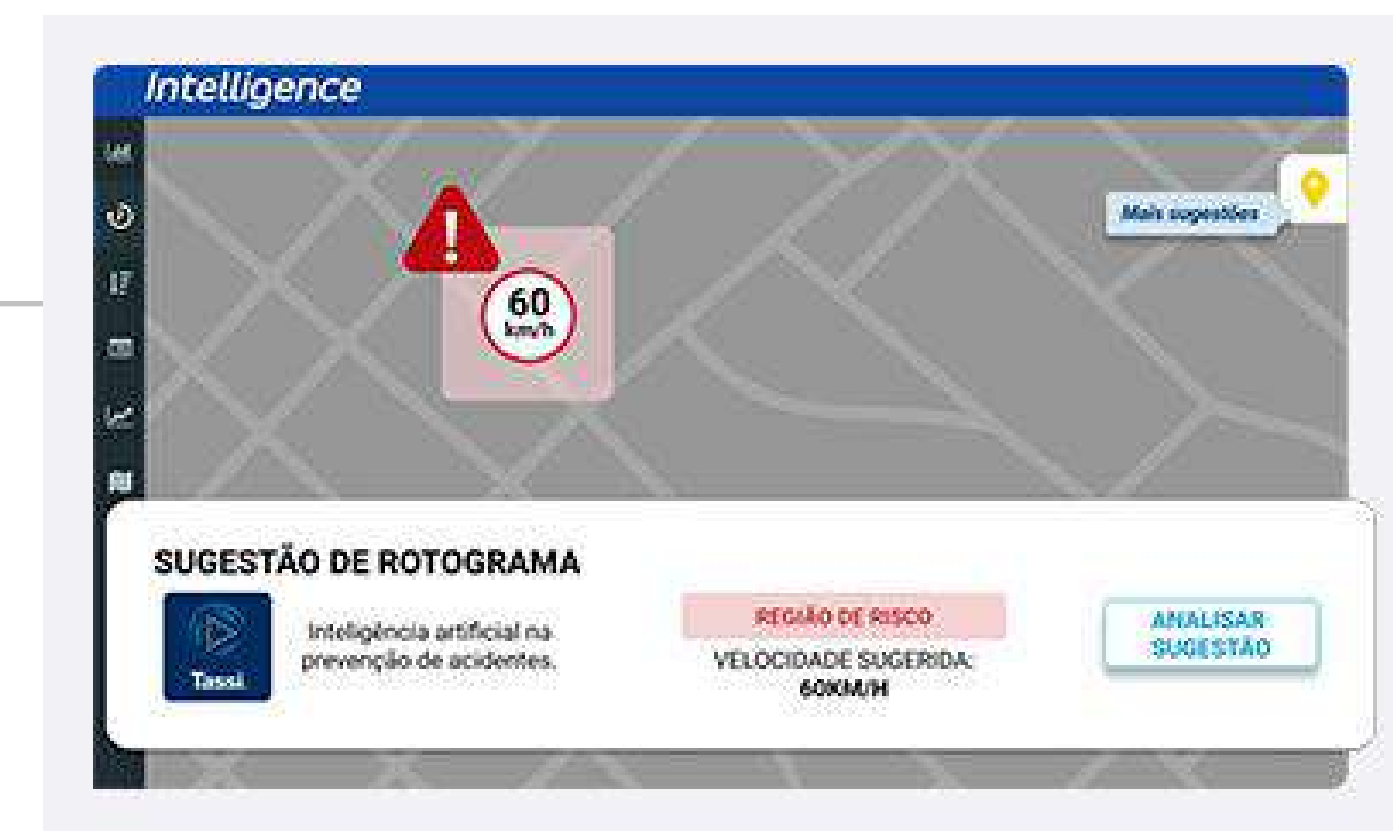 Intelligence
Mais sugestões
60
km/h
SUGESTÃO DE ROTOGRAMA
Inteligência artificial na
prevenção de acidentes.
Tassi
REGIÃO DE RISCO
VELOCIDADE SUGERIDA:
60KM/H
ANALISAR
SUGESTÃO